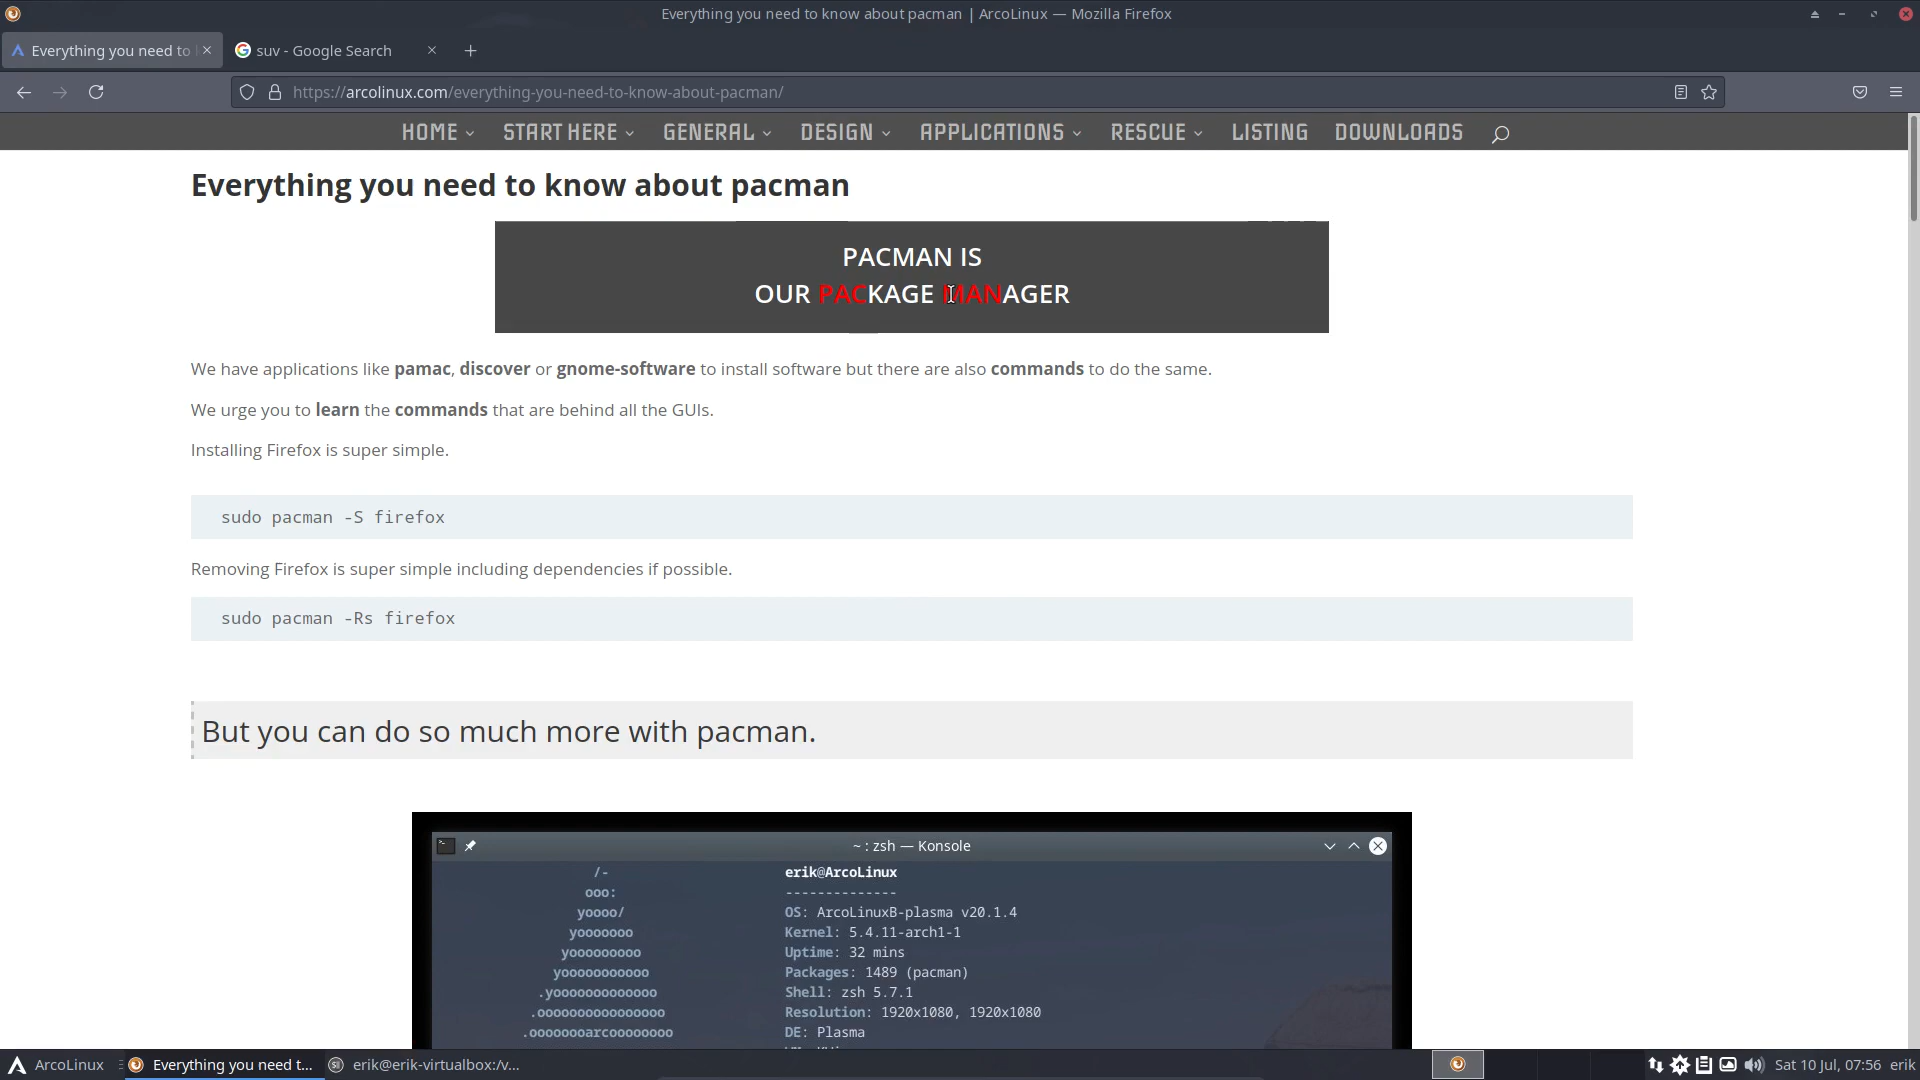 Everything you need to know about pacman | ArcoLinux — Mozilla Firefox
Everything you need to
suv - Google Search
https://arcolinux.com/everything-you-need-to-know-about-pacman/
HOME START HERE GENERAL DESIGN APPLICATIONS RESCUE LISTING DOWNLOADS
Everything you need to know about pacman
PACMAN IS
OUR PACKAGE MANAGER
We have applications like pamac, discover or gnome-software to install software but there are also commands to do the same.
We urge you to learn the commands that are behind all the GUIs.
Installing Firefox is super simple.
sudo pacman -S firefox
Removing Firefox is super simple including dependencies if possible.
sudo pacman -Rs firefox
But you can do so much more with pacman.
~ : zsh — Konsole
/-
ooo:
yoooo/
yooooooo
yooooooooo
yooooooooooo
.yooooooooooooo
.oooooooooooooooo
.oooooooarcoooooooo
erik@ArcoLinux
--------------
OS: ArcoLinuxB-plasma v20.1.4
Kernel: 5.4.11-arch1-1
Uptime: 32 mins
Packages: 1489 (pacman)
Shell: zsh 5.7.1
Resolution: 1920x1080, 1920x1080
DE: Plasma
ArcoLinux
Everything you need t...
erik@erik-virtualbox:/v...
Sat 10 Jul, 07:56 erik